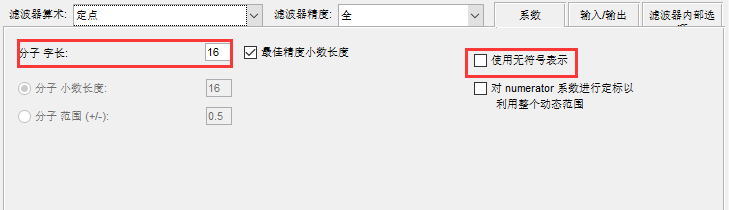 滤波器算术: 定点 滤波器精度: 全 系数 输入/输出 滤波器内部选
分子 字长: 16 最佳精度小数长度 使用无符号表示
分子 小数长度: 16 对 numerator 系数进行定标以
利用整个动态范围
分子 范围 (+/-): 0.5